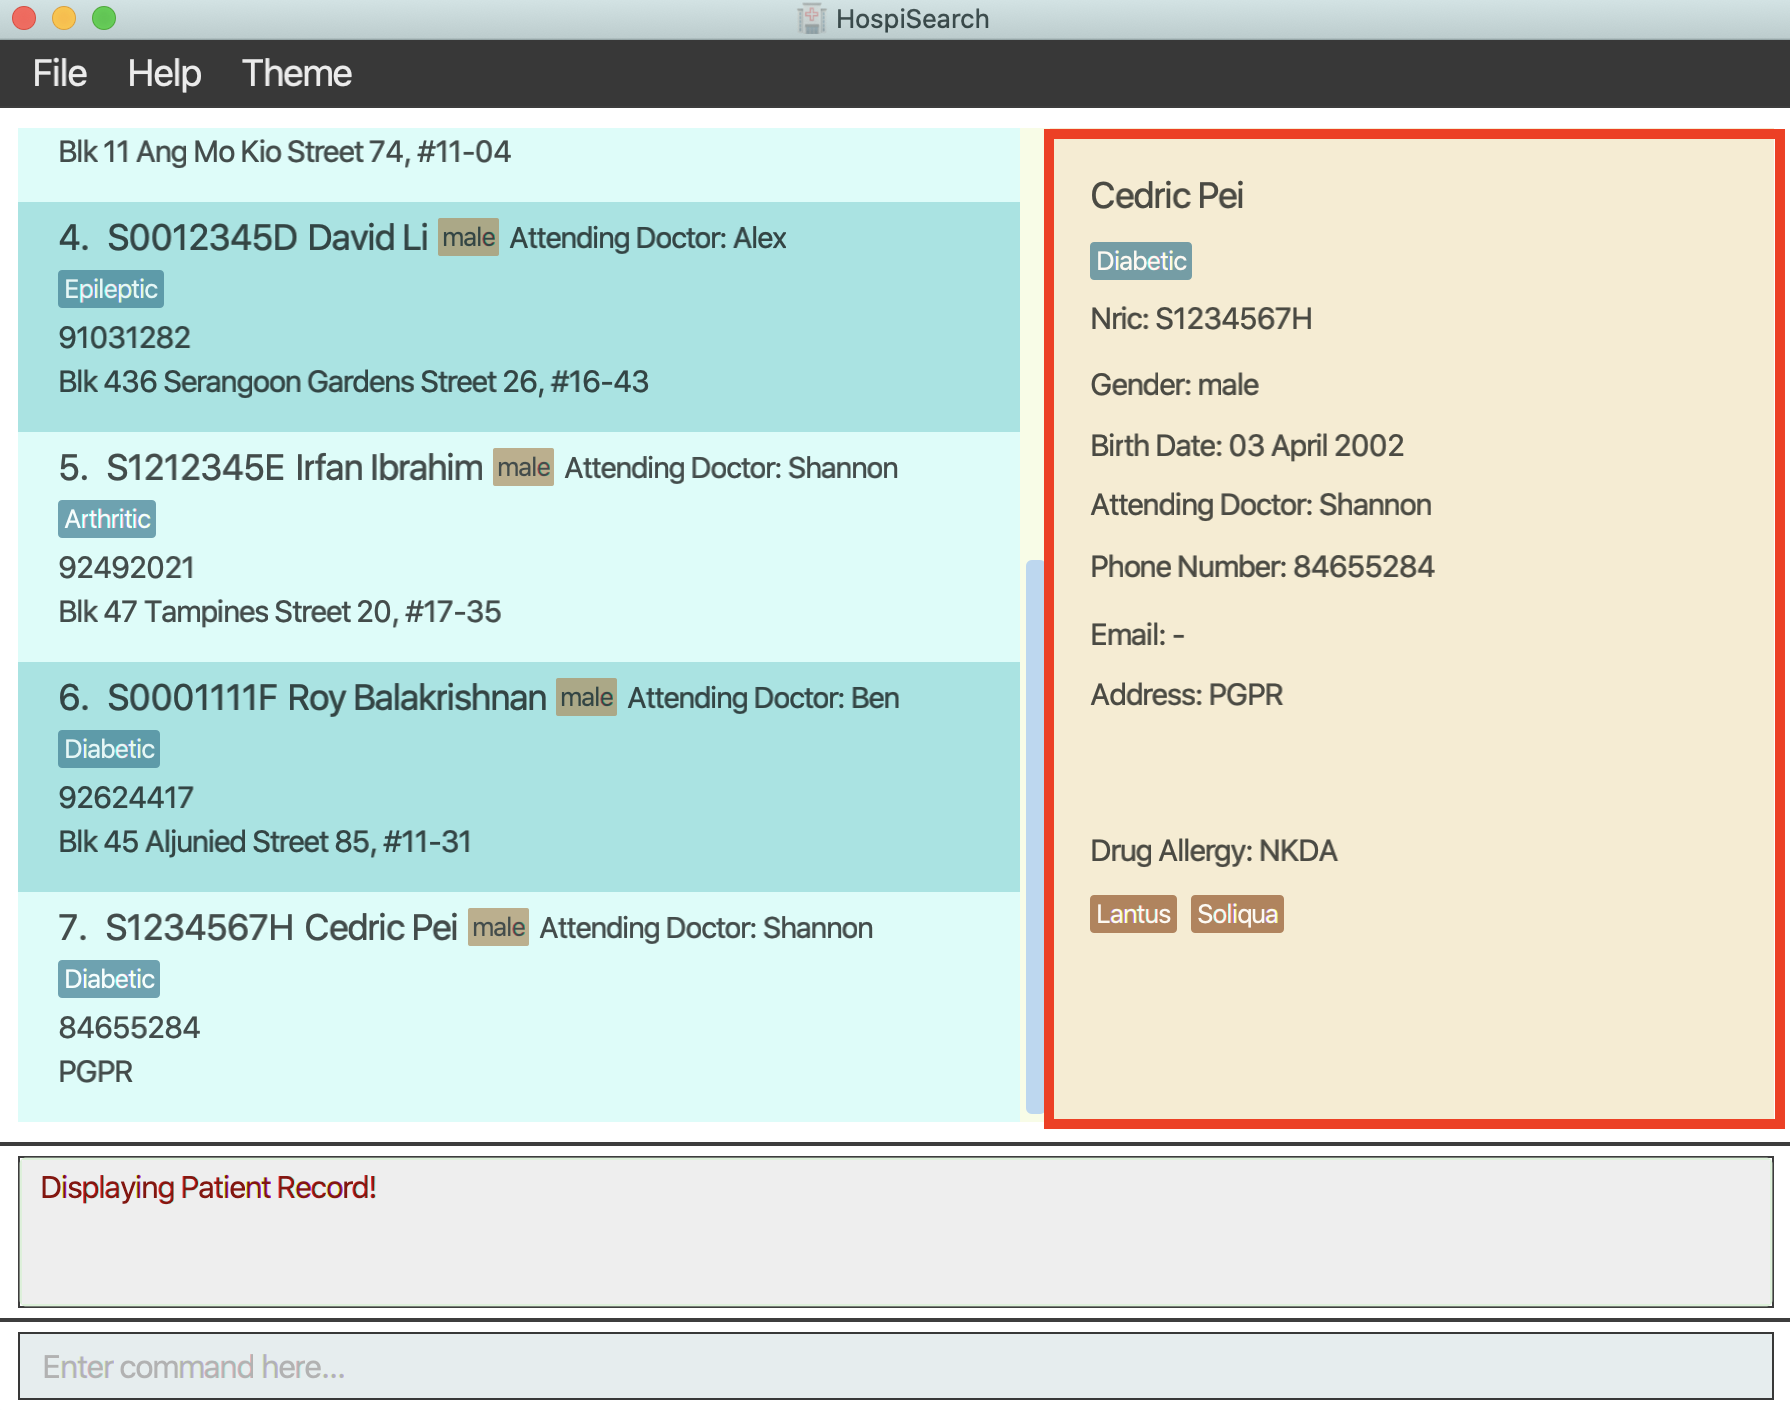 HospiSearch
File Help Theme
Blk 11 Ang Mo Kio Street 74, #11-04
4. S0012345D David Li male Attending Doctor: Alex
Epileptic
91031282
Blk 436 Serangoon Gardens Street 26, #16-43
5. S1212345E Irfan Ibrahim male Attending Doctor: Shannon
Arthritic
92492021
Blk 47 Tampines Street 20, #17-35
6. S0001111F Roy Balakrishnan male Attending Doctor: Ben
Diabetic
92624417
Blk 45 Aljunied Street 85, #11-31
7. S1234567H Cedric Pei male Attending Doctor: Shannon
Diabetic
84655284
PGPR
Cedric Pei
Diabetic
Nric: S1234567H
Gender: male
Birth Date: 03 April 2002
Attending Doctor: Shannon
Phone Number: 84655284
Email: -
Address: PGPR
Drug Allergy: NKDA
Lantus Soliqua
Displaying Patient Record!
Enter command here...